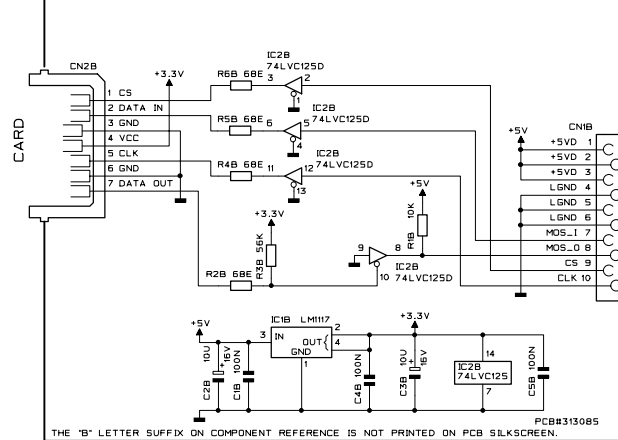 IC2B
74LVC125D
CN2B
+3.3V
R6B 68E 3 2
1
1 CS
2 DATA IN
3 GND
4 VCC
5 CLK
6 GND
7 DATA OUT
CARD
IC2B
74LVC125D
R5B 68E 6 5
4
IC2B
74LVC125D
R4B 68E 11 12
13
+5V
CN1B
+5VD 1
+5VD 2
+5VD 3
LGND 4
LGND 5
LGND 6
MOS_I 7
MOS_O 8
CS 9
CLK 10
+5V
R1B 10K
+3.3V
R3B 56K
R2B 68E
9 8
10
IC2B
74LVC125D
+5V
IC1B LM1117
3 IN
OUT{ 2
4
GND
1
+3.3V
C2B 10U 16V
+
C1B 100N
C4B 100N
C3B 10U 16V
+
14
IC2B
74LVC125
7
C5B 100N
PCB#313085
THE "B" LETTER SUFFIX ON COMPONENT REFERENCE IS NOT PRINTED ON PCB SILKSCREEN.